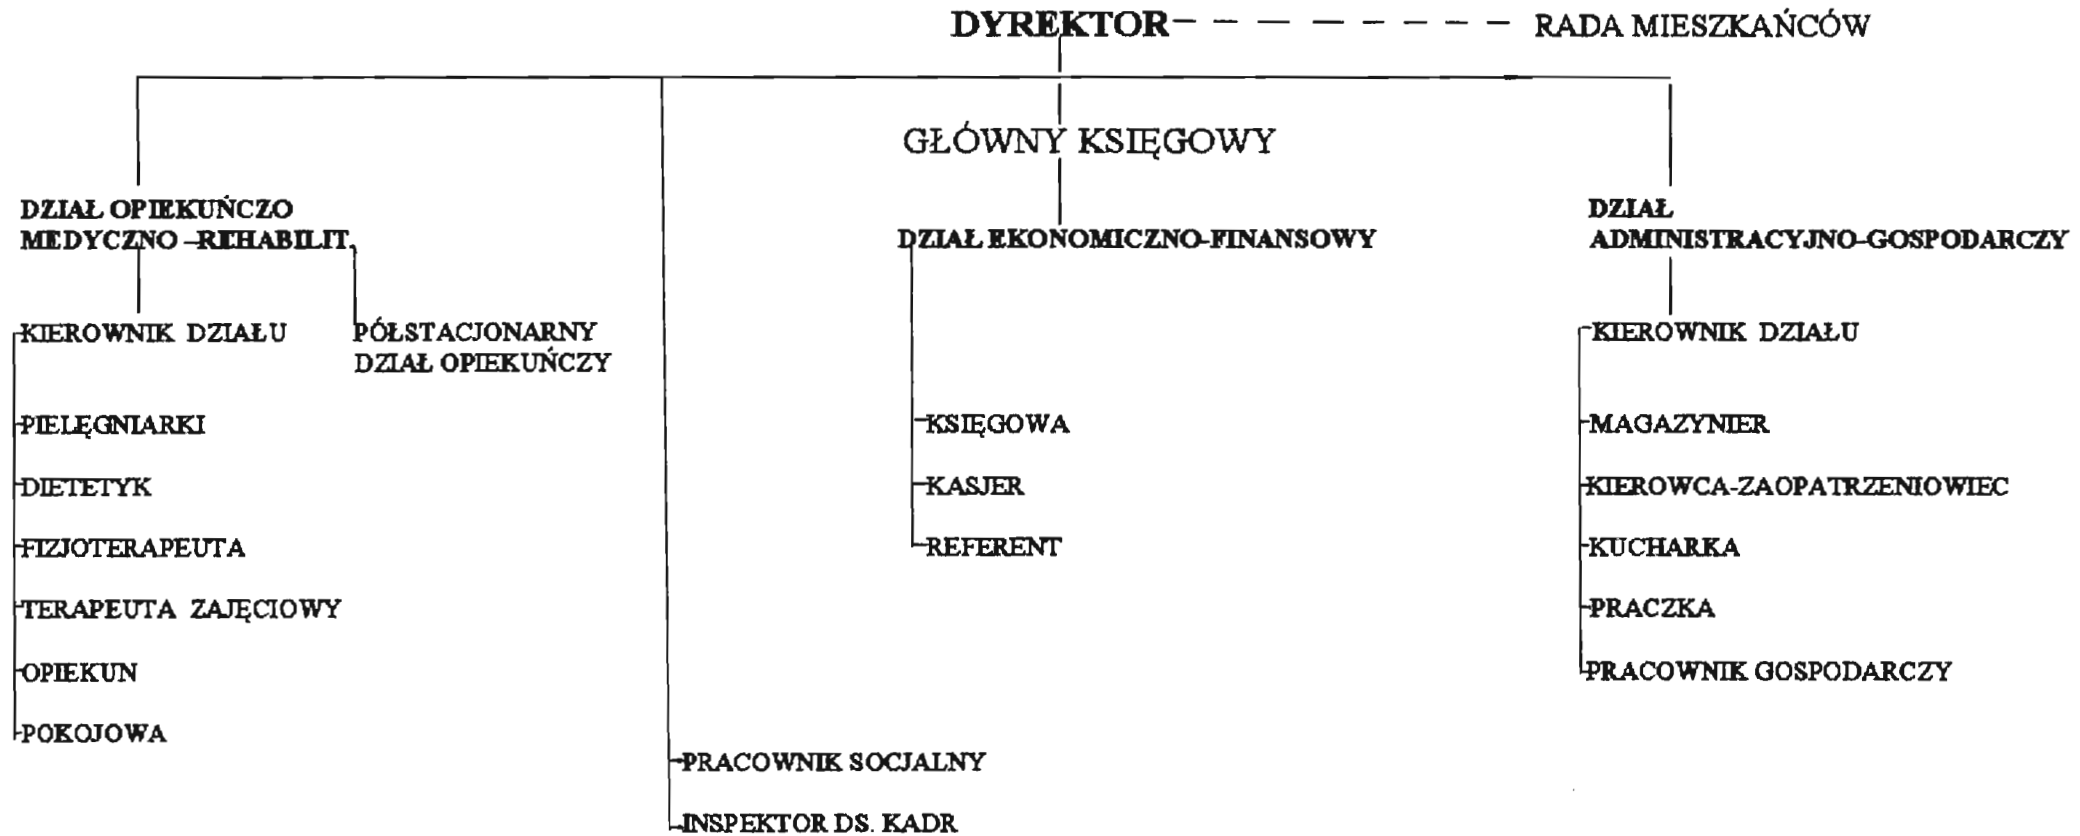 DYREKTOR
RADA MIESZKAŃCÓW
GŁÓWNY KSIĘGOWY
DZIAŁ OPIEKUŃCZO
MEDYCZNO –REHABILIT.
PÓŁSTACJONARNY
DZIAŁ OPIEKUŃCZY
KIEROWNIK DZIAŁU
PIELĘGNIARKI
DIETETYK
FIZJOTERAPEUTA
TERAPEUTA ZAJĘCIOWY
OPIEKUN
POKOJOWA
PRACOWNIK SOCJALNY
INSPEKTOR DS. KADR
DZIAŁ EKONOMICZNO-FINANSOWY
KSIĘGOWA
KASJER
REFERENT
DZIAŁ
ADMINISTRACYJNO-GOSPODARCZY
KIEROWNIK DZIAŁU
MAGAZYNIER
KIEROWCA-ZAOPATRZENIOWIEC
KUCHARKA
PRACZKA
PRACOWNIK GOSPODARCZY